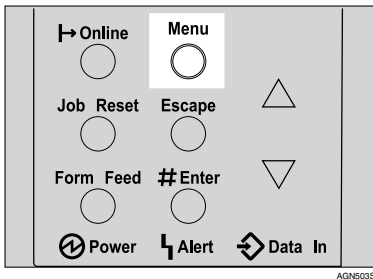 Online Menu
Job Reset Escape
Form Feed # Enter
Power Alert Data In
AGN503S